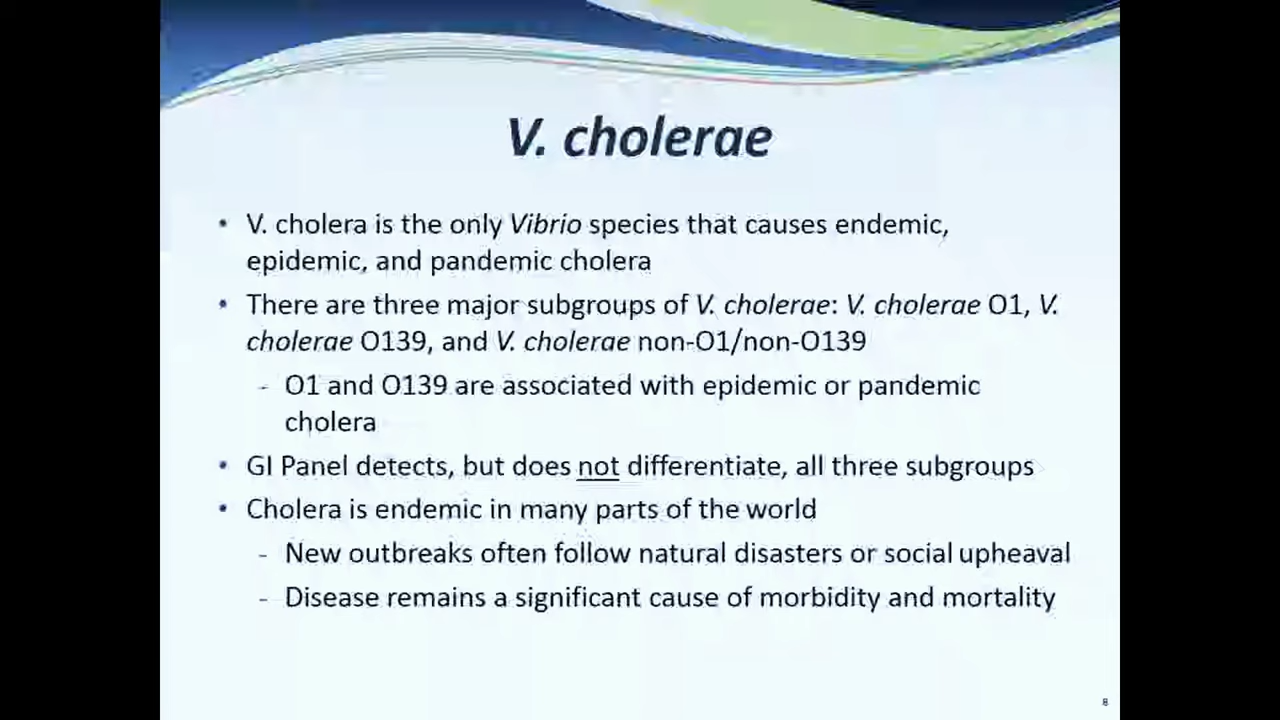 V. cholerae
• V. cholera is the only Vibrio species that causes endemic,
epidemic, and pandemic cholera
• There are three major subgroups of V. cholerae: V. cholerae O1, V.
cholerae O139, and V. cholerae non-O1/non-O139
- O1 and O139 are associated with epidemic or pandemic
cholera
• GI Panel detects, but does not differentiate, all three subgroups
• Cholera is endemic in many parts of the world
- New outbreaks often follow natural disasters or social upheaval
- Disease remains a significant cause of morbidity and mortality
8